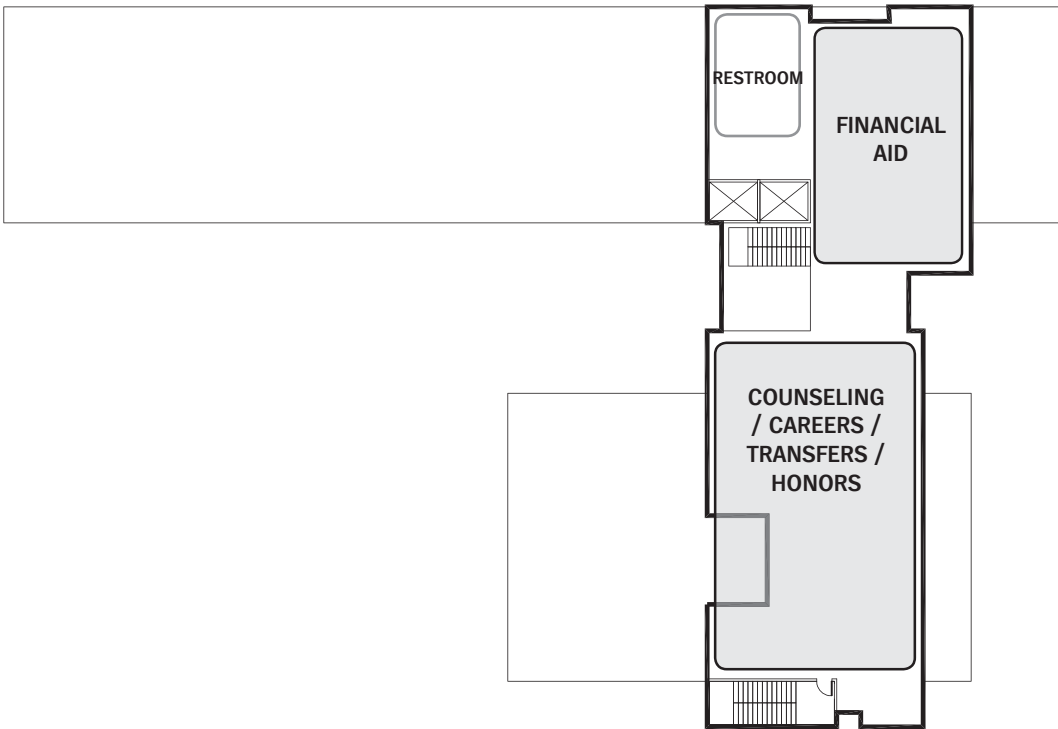 RESTROOM
FINANCIAL
AID
COUNSELING
/ CAREERS /
TRANSFERS /
HONORS